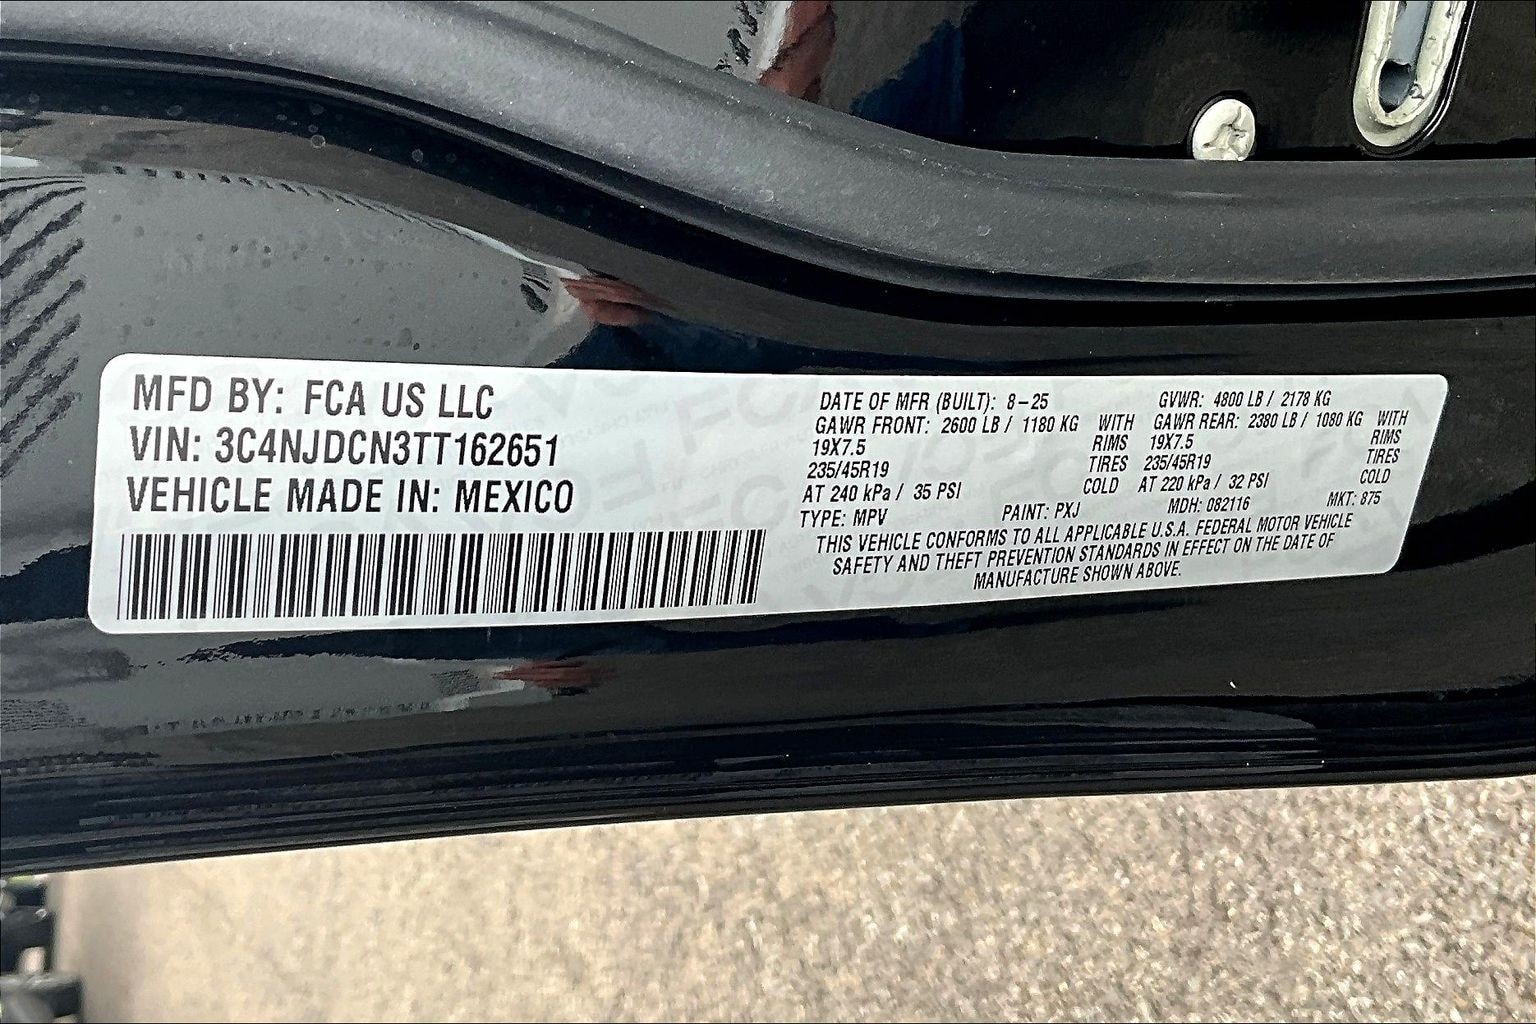 MFD BY: FCA US LLC
VIN: 3C4NJDCN3TT162651
VEHICLE MADE IN: MEXICO
DATE OF MFR (BUILT): 8-25 GVWR: 4800 LB / 2178 KG
GAWR FRONT: 2600 LB / 1180 KG WITH GAWR REAR: 2380 LB / 1080 KG WITH
19X7.5 RIMS 19X7.5 RIMS
235/45R19 TIRES 235/45R19 TIRES
AT 240 kPa / 35 PSI COLD AT 220 kPa / 32 PSI COLD
TYPE: MPV PAINT: PXJ MDH: 082116 MKT: 875
THIS VEHICLE CONFORMS TO ALL APPLICABLE U.S.A. FEDERAL MOTOR VEHICLE
SAFETY AND THEFT PREVENTION STANDARDS IN EFFECT ON THE DATE OF
MANUFACTURE SHOWN ABOVE.